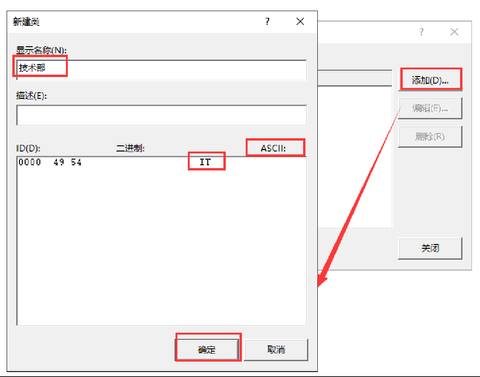 新建类
显示名称(N):
技术部
描述(E):
ID(D): 二进制: ASCII:
0000 49 54 IT
确定 取消
添加(D)...
编辑(E)...
删除(R)
关闭